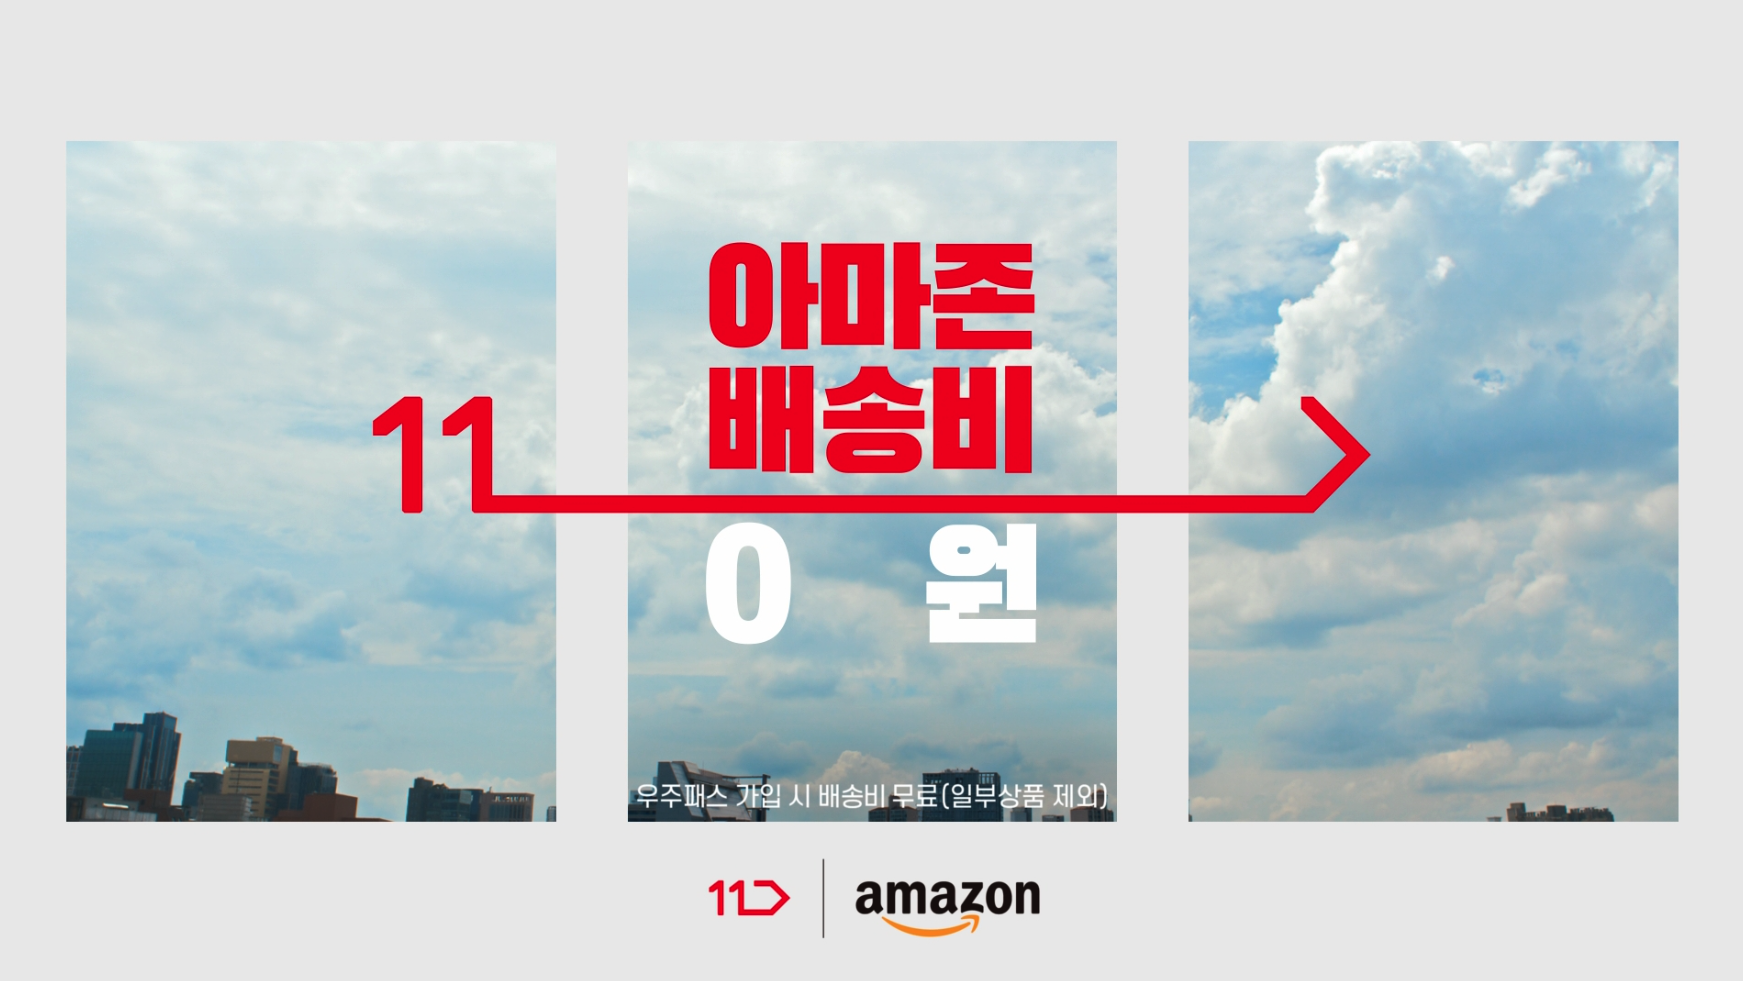 아마존
배송비
11
0 원
우주패스 가입 시 배송비 무료(일부상품 제외)
11
amazon